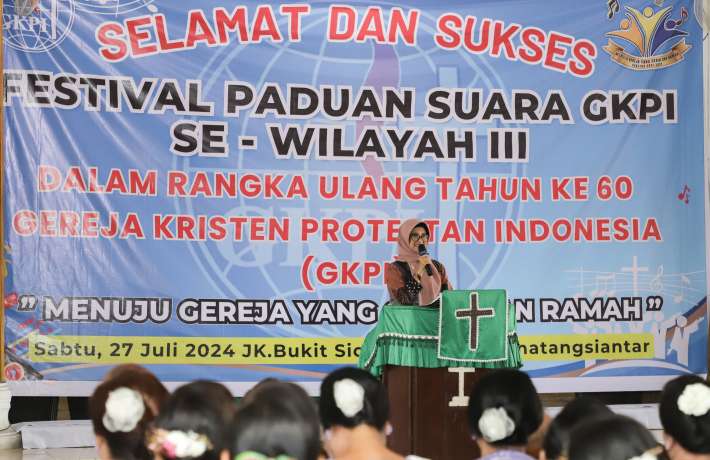 GKPI
SELAMAT DAN SUKSES
FESTIVAL PADUAN SUARA GKPI
SE - WILAYAH III
DALAM RANGKA ULANG TAHUN KE 60
GEREJA KRISTEN PROTESTAN INDONESIA
(GKPI)
" MENUJU GEREJA YANG RAMAH "
Sabtu, 27 Juli 2024 JK.Bukit